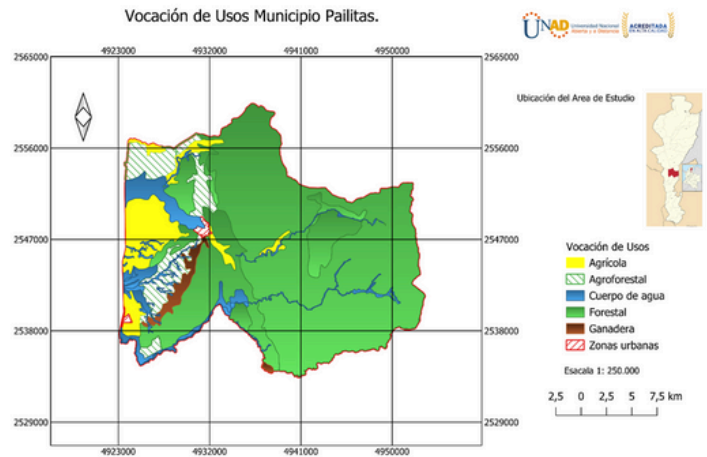 Vocación de Usos Municipio Pailitas.
UNAD Universidad Nacional
Abierta y a Distancia
ACREDITADA
EN ALTA CALIDAD
4923000 4932000 4941000 4950000
2565000 2565000
Ubicación del Area de Estudio
2556000 2556000
2547000 2547000
Vocación de Usos
Agrícola
Agroforestal
Cuerpo de agua
Forestal
Ganadera
Zonas urbanas
2538000 2538000
Esacala 1: 250.000
2,5 0 2,5 5 7,5 km
2529000 2529000
4923000 4932000 4941000 4950000